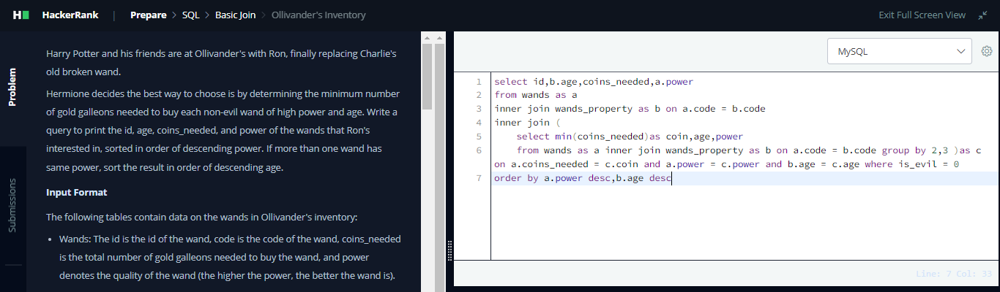 HackerRank | Prepare > SQL > Basic Join > Ollivander's Inventory Exit Full Screen View
Problem
Submissions
Harry Potter and his friends are at Ollivander's with Ron, finally replacing Charlie's
old broken wand.
Hermione decides the best way to choose is by determining the minimum number
of gold galleons needed to buy each non-evil wand of high power and age. Write a
query to print the id, age, coins_needed, and power of the wands that Ron's
interested in, sorted in order of descending power. If more than one wand has
same power, sort the result in order of descending age.
Input Format
The following tables contain data on the wands in Ollivander's inventory:
• Wands: The id is the id of the wand, code is the code of the wand, coins_needed
is the total number of gold galleons needed to buy the wand, and power
denotes the quality of the wand (the higher the power, the better the wand is).
MySQL
1 select id,b.age,coins_needed,a.power
2 from wands as a
3 inner join wands_property as b on a.code = b.code
4 inner join (
5 select min(coins_needed)as coin,age,power
6 from wands as a inner join wands_property as b on a.code = b.code group by 2,3 )as c
on a.coins_needed = c.coin and a.power = c.power and b.age = c.age where is_evil = 0
7 order by a.power desc,b.age desc
Line: 7 Col: 33